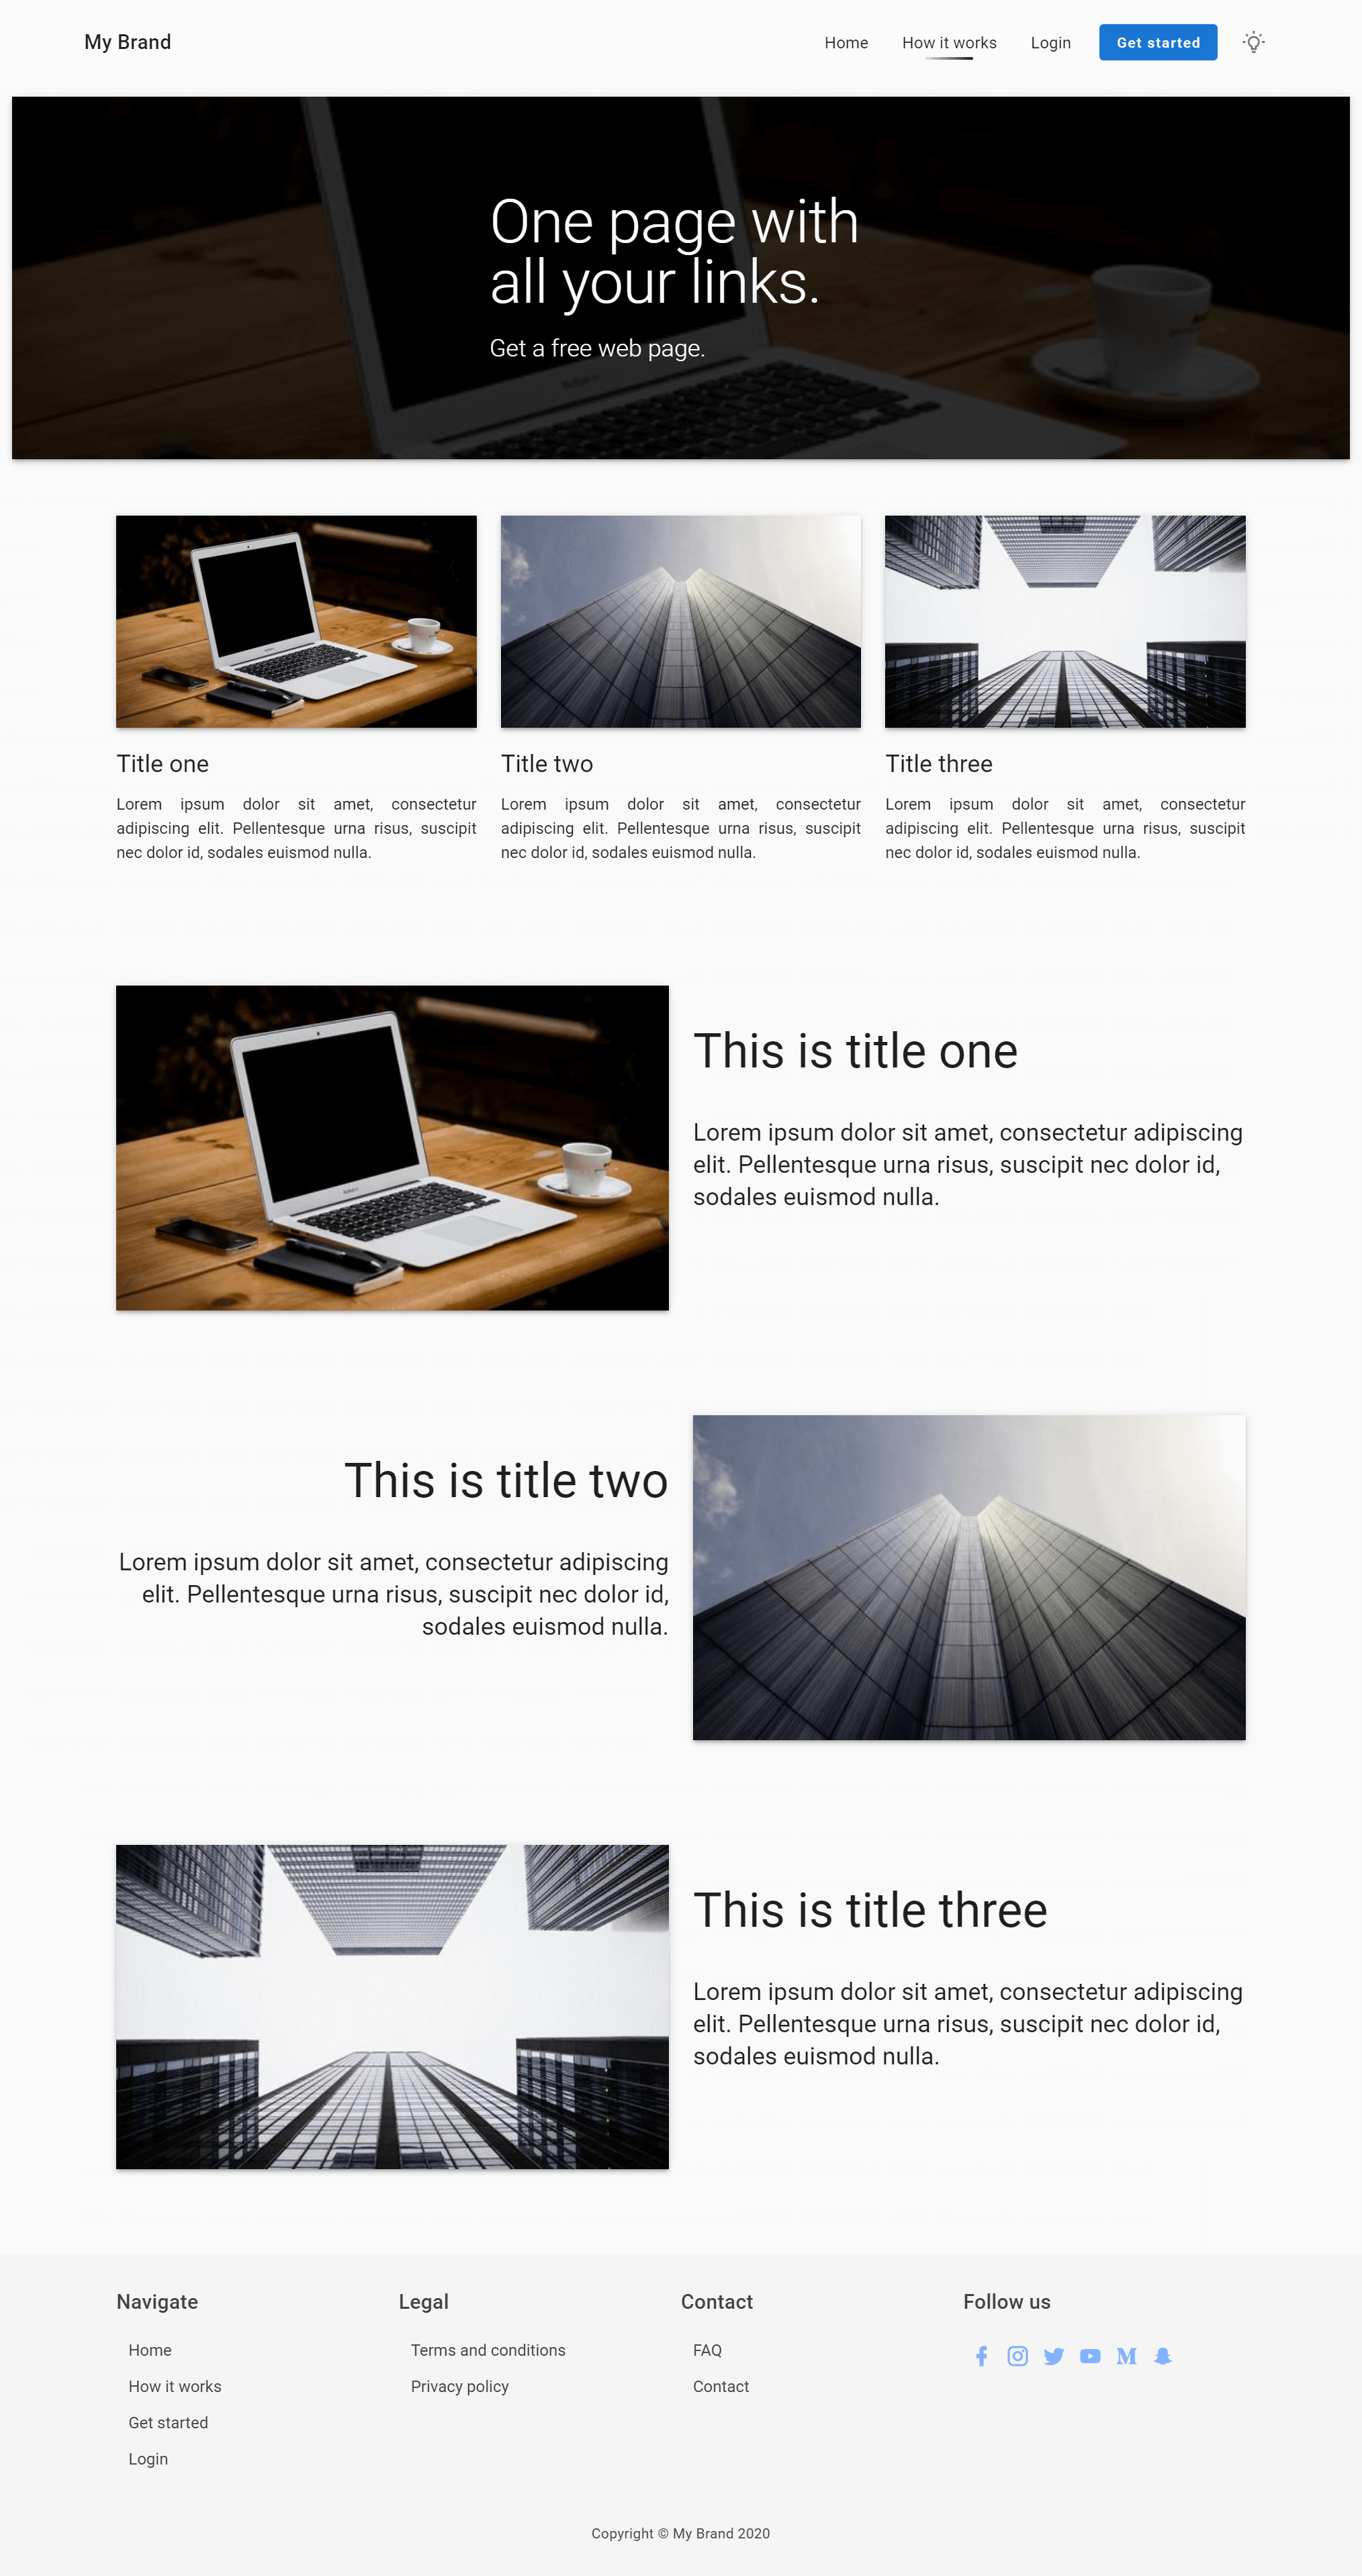 My Brand
Home
How it works
Login
Get started
One page with
all your links.
Get a free web page.
Title one
Lorem ipsum dolor sit amet, consectetur
adipiscing elit. Pellentesque urna risus, suscipit
nec dolor id, sodales euismod nulla.
Title two
Lorem ipsum dolor sit amet, consectetur
adipiscing elit. Pellentesque urna risus, suscipit
nec dolor id, sodales euismod nulla.
Title three
Lorem ipsum dolor sit amet, consectetur
adipiscing elit. Pellentesque urna risus, suscipit
nec dolor id, sodales euismod nulla.
This is title one
Lorem ipsum dolor sit amet, consectetur adipiscing
elit. Pellentesque urna risus, suscipit nec dolor id,
sodales euismod nulla.
This is title two
Lorem ipsum dolor sit amet, consectetur adipiscing
elit. Pellentesque urna risus, suscipit nec dolor id,
sodales euismod nulla.
This is title three
Lorem ipsum dolor sit amet, consectetur adipiscing
elit. Pellentesque urna risus, suscipit nec dolor id,
sodales euismod nulla.
Navigate
Home
How it works
Get started
Login
Legal
Terms and conditions
Privacy policy
Contact
FAQ
Contact
Follow us
Copyright © My Brand 2020